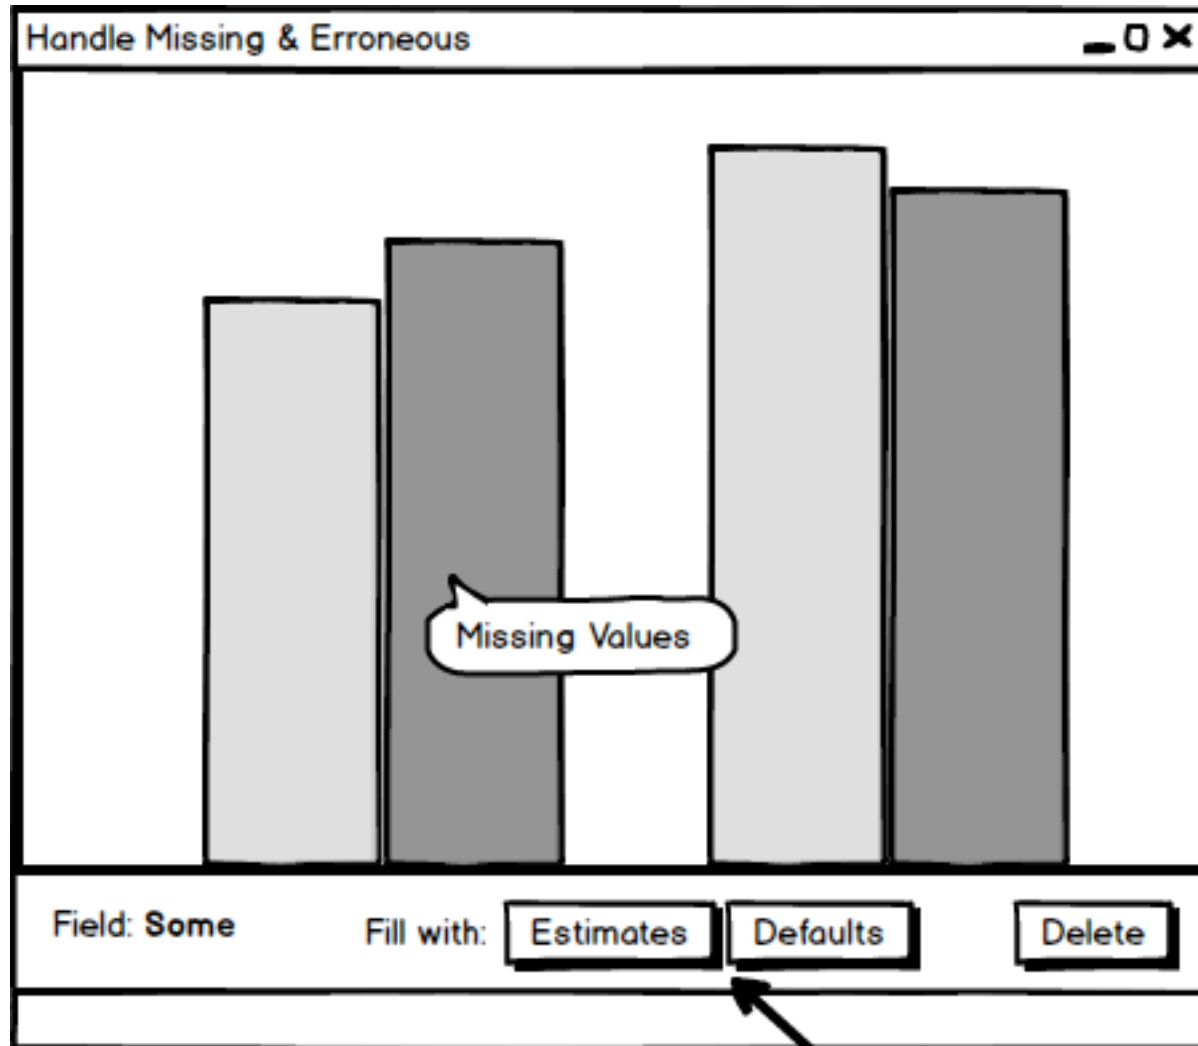 Handle Missing & Erroneous
Missing Values
Field: Some
Fill with: Estimates Defaults Delete